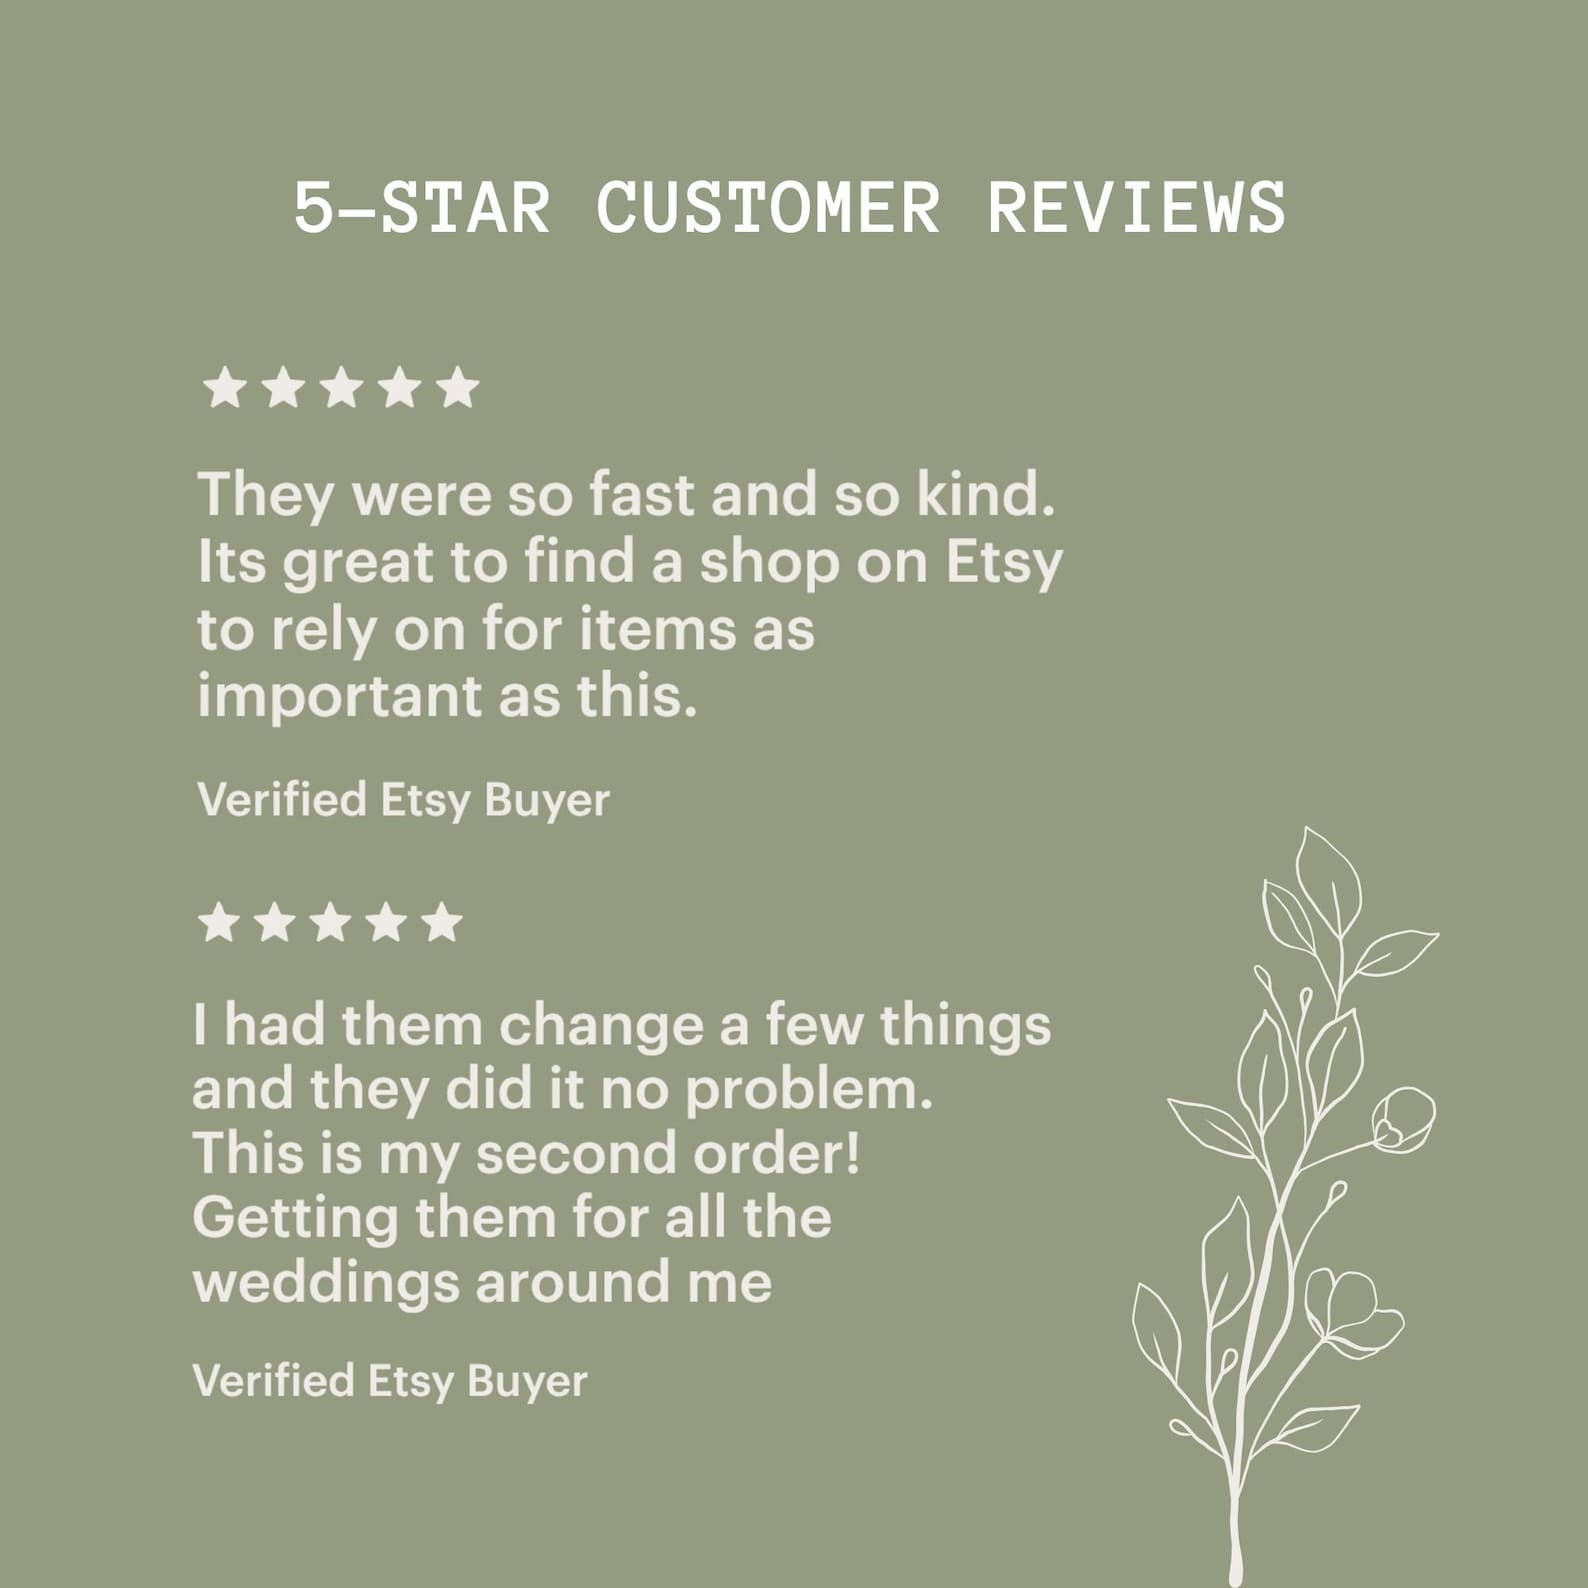 5-STAR CUSTOMER REVIEWS
They were so fast and so kind.
Its great to find a shop on Etsy
to rely on for items as
important as this.
Verified Etsy Buyer
I had them change a few things
and they did it no problem.
This is my second order!
Getting them for all the
weddings around me
Verified Etsy Buyer